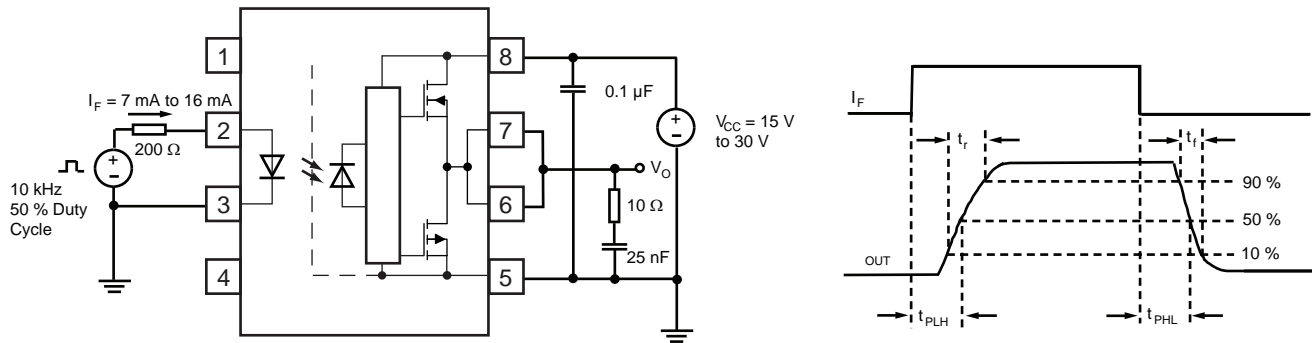 1
2
3
4
8
7
6
5
I_F = 7 mA to 16 mA
200 Ω
+
-
10 kHz
50 % Duty
Cycle
0.1 µF
+
-
V_CC = 15 V
to 30 V
V_O
10 Ω
25 nF
I_F
t_r
t_f
90 %
50 %
10 %
OUT
t_PLH
t_PHL